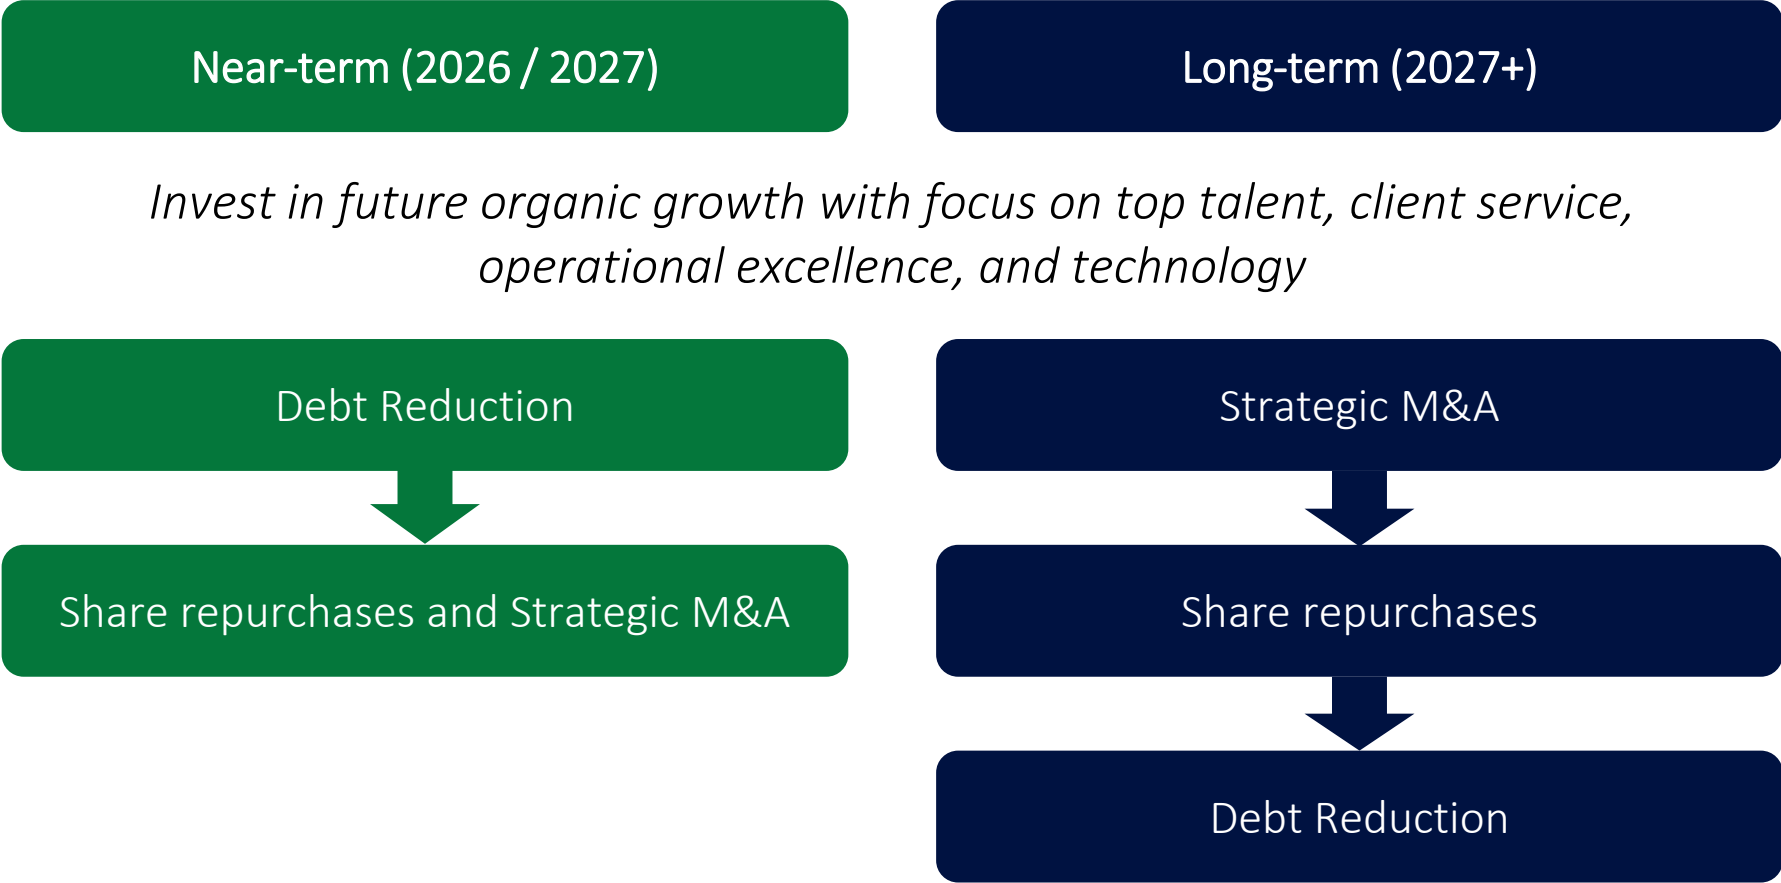 Near-term (2026 / 2027)
Long-term (2027+)
Invest in future organic growth with focus on top talent, client service,
operational excellence, and technology
Debt Reduction
Share repurchases and Strategic M&A
Strategic M&A
Share repurchases
Debt Reduction